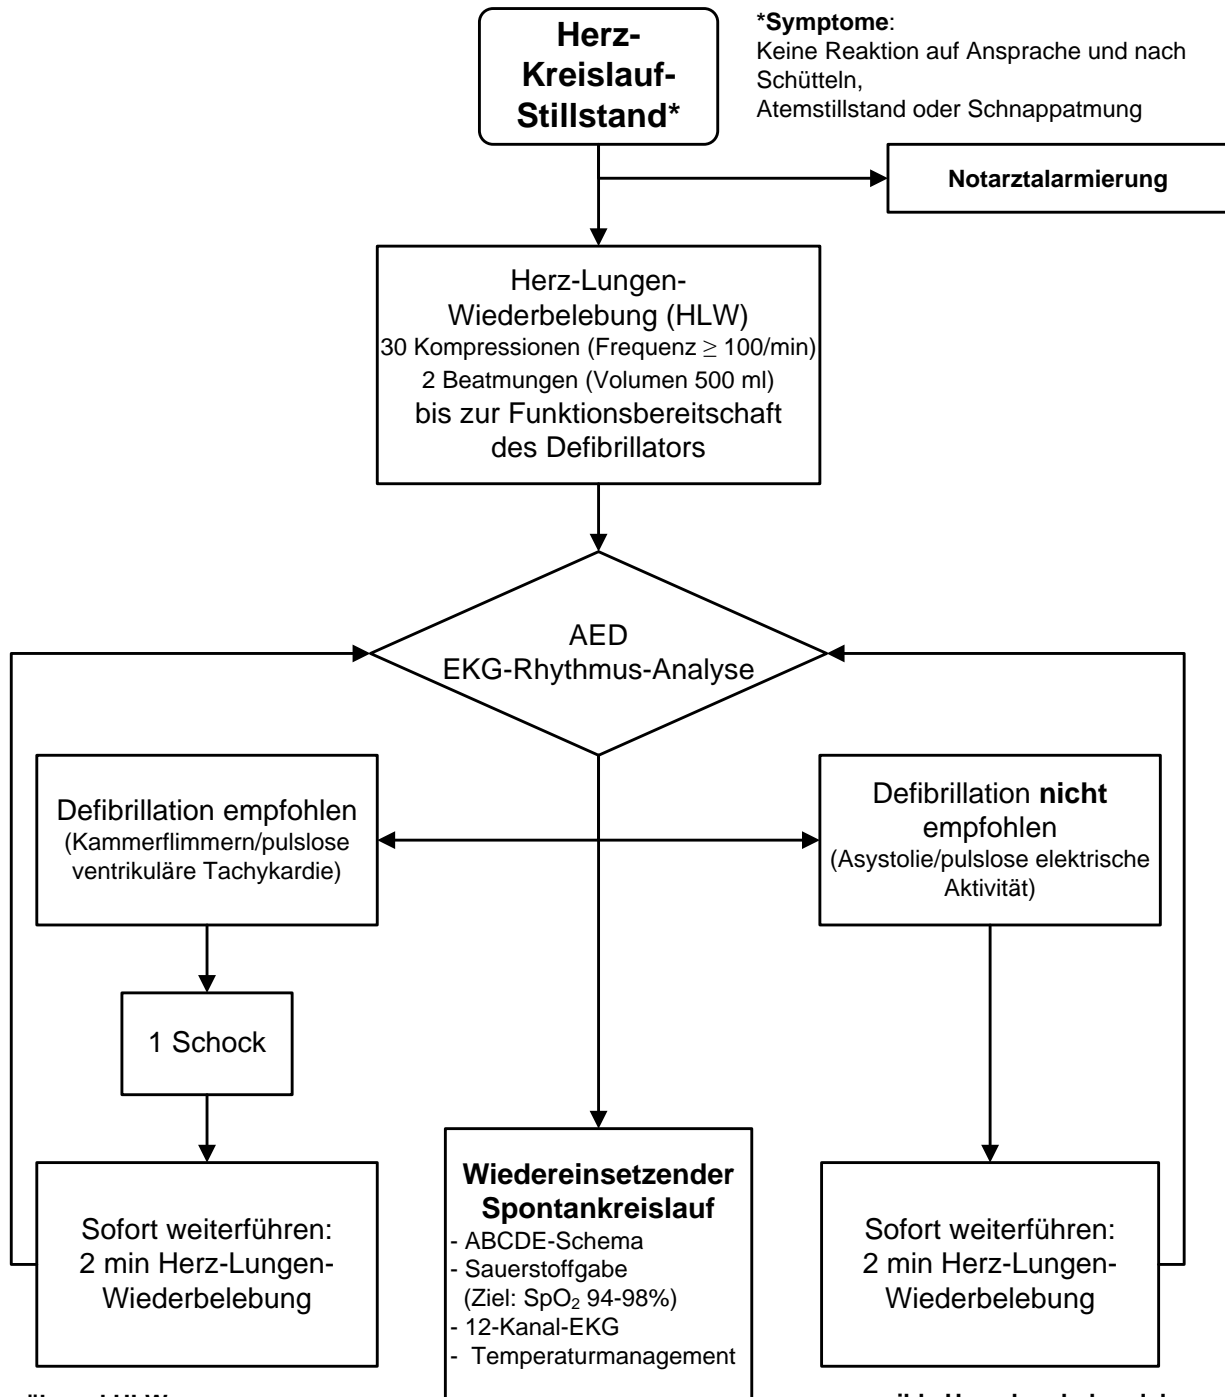 Herz-
Kreislauf-
Stillstand*
*Symptome:
Keine Reaktion auf Ansprache und nach
Schütteln,
Atemstillstand oder Schnappatmung
Notarztalarmierung
Herz-Lungen-
Wiederbelebung (HLW)
30 Kompressionen (Frequenz ≥ 100/min)
2 Beatmungen (Volumen 500 ml)
bis zur Funktionsbereitschaft
des Defibrillators
AED
EKG-Rhythmus-Analyse
Defibrillation empfohlen
(Kammerflimmern/pulslose
ventrikuläre Tachykardie)
Defibrillation nicht
empfohlen
(Asystolie/pulslose elektrische
Aktivität)
1 Schock
Sofort weiterführen:
2 min Herz-Lungen-
Wiederbelebung
Wiedereinsetzender
Spontankreislauf
- ABCDE-Schema
- Sauerstoffgabe
(Ziel: SpO₂ 94-98%)
- 12-Kanal-EKG
- Temperaturmanagement
Sofort weiterführen:
2 min Herz-Lungen-
Wiederbelebung